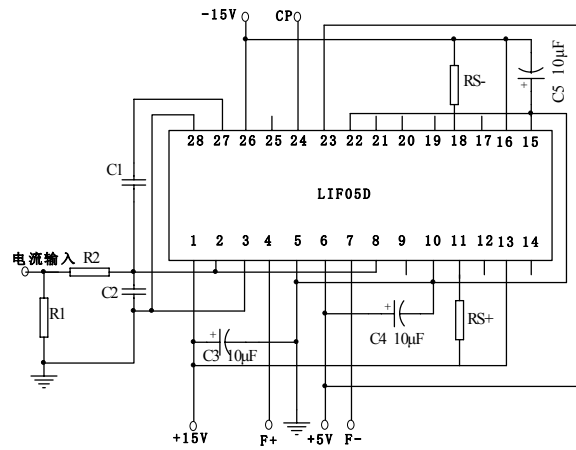 -15V CP
RS- C5 10μF
+
28 27 26 25 24 23 22 21 20 19 18 17 16 15
C1
LIF05D
1 2 3 4 5 6 7 8 9 10 11 12 13 14
电流输入 R2
C2
R1
+ C3 10μF
+ C4 10μF
RS+
+15V F+ +5V F-